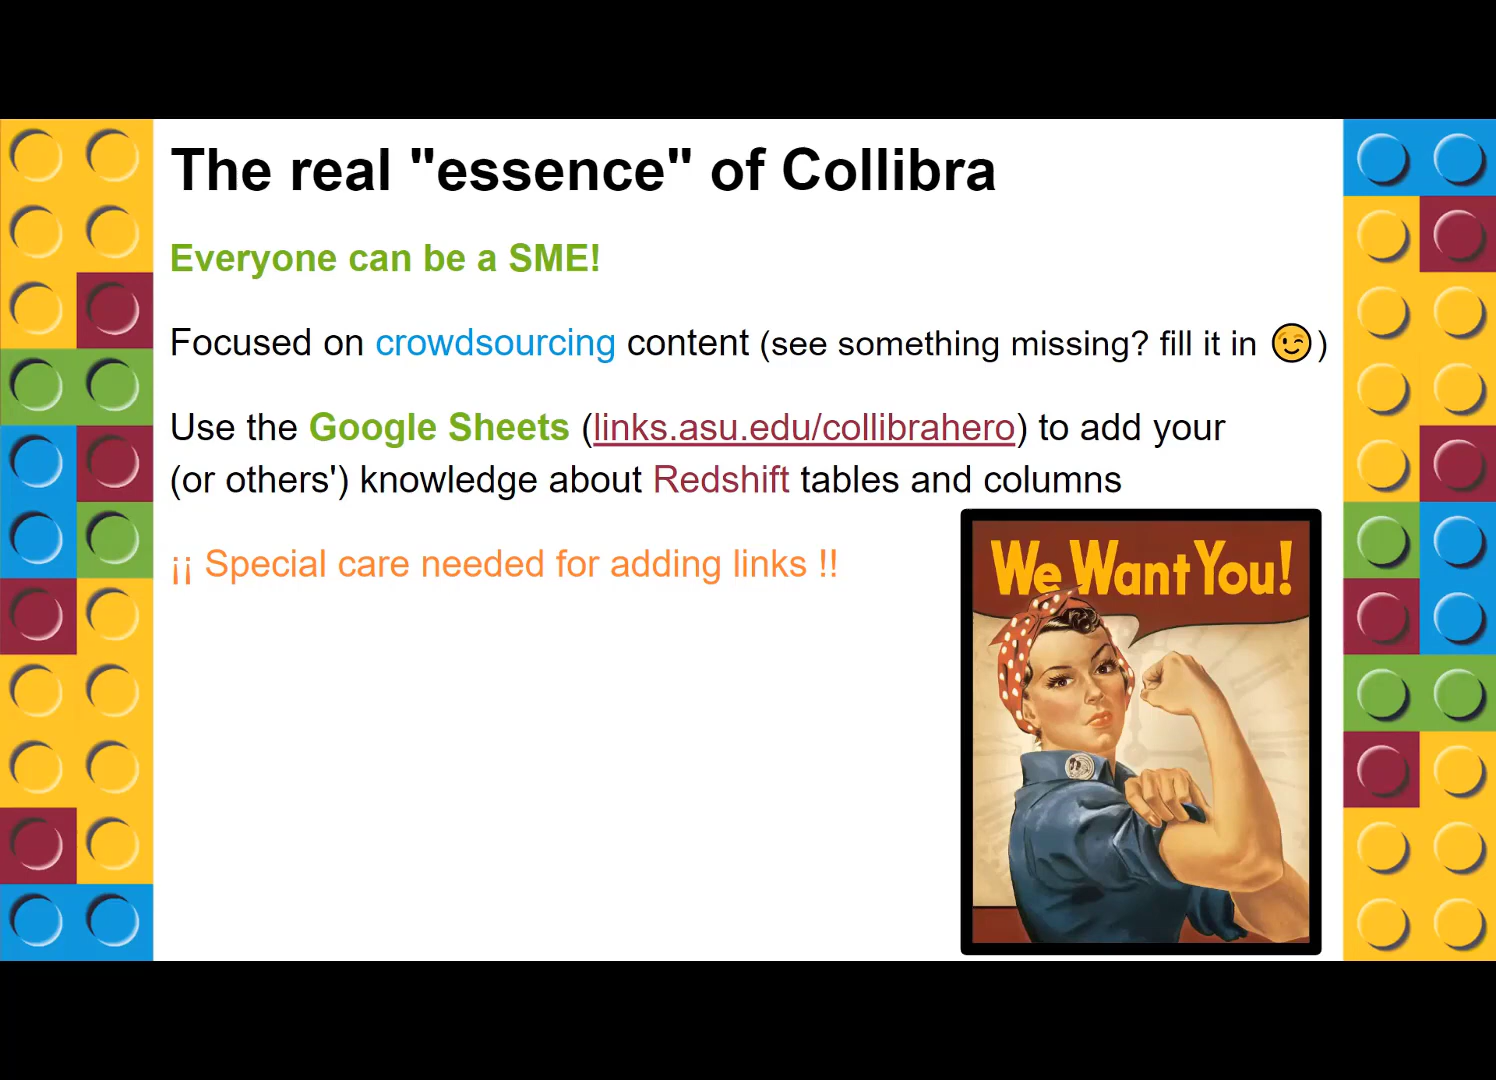 The real "essence" of Collibra
Everyone can be a SME!
Focused on crowdsourcing content (see something missing? fill it in 😉)
Use the Google Sheets (links.asu.edu/collibrahero) to add your
(or others') knowledge about Redshift tables and columns
¡¡ Special care needed for adding links !!
We Want You!